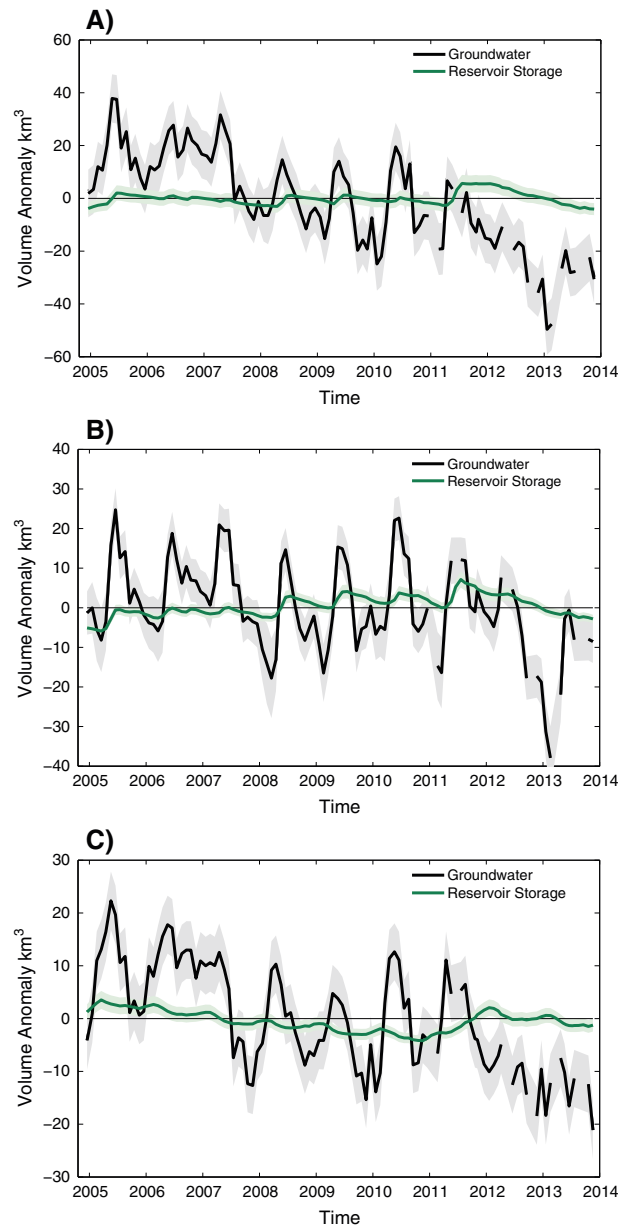 A)
Volume Anomaly km³
60
40
20
0
−20
−40
−60
Groundwater
Reservoir Storage
2005 2006 2007 2008 2009 2010 2011 2012 2013 2014
Time
B)
Volume Anomaly km³
40
30
20
10
0
−10
−20
−30
−40
Groundwater
Reservoir Storage
2005 2006 2007 2008 2009 2010 2011 2012 2013 2014
Time
C)
Volume Anomaly km³
30
20
10
0
−10
−20
−30
Groundwater
Reservoir Storage
2005 2006 2007 2008 2009 2010 2011 2012 2013 2014
Time